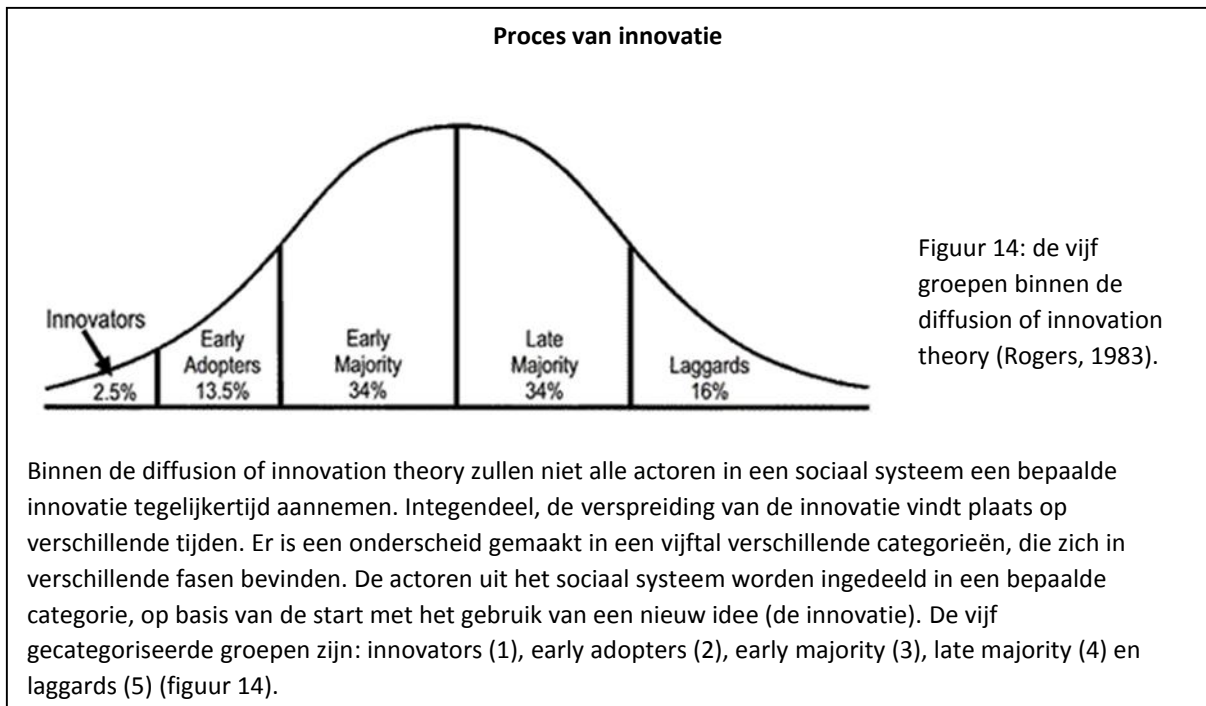 Proces van innovatie
Innovators
2.5%
Early
Adopters
13.5%
Early
Majority
34%
Late
Majority
34%
Laggards
16%
Figuur 14: de vijf
groepen binnen de
diffusion of innovation
theory (Rogers, 1983).
Binnen de diffusion of innovation theory zullen niet alle actoren in een sociaal systeem een bepaalde
innovatie tegelijkertijd aannemen. Integendeel, de verspreiding van de innovatie vindt plaats op
verschillende tijden. Er is een onderscheid gemaakt in een vijftal verschillende categorieën, die zich in
verschillende fasen bevinden. De actoren uit het sociaal systeem worden ingedeeld in een bepaalde
categorie, op basis van de start met het gebruik van een nieuw idee (de innovatie). De vijf
gecategoriseerde groepen zijn: innovators (1), early adopters (2), early majority (3), late majority (4) en
laggards (5) (figuur 14).